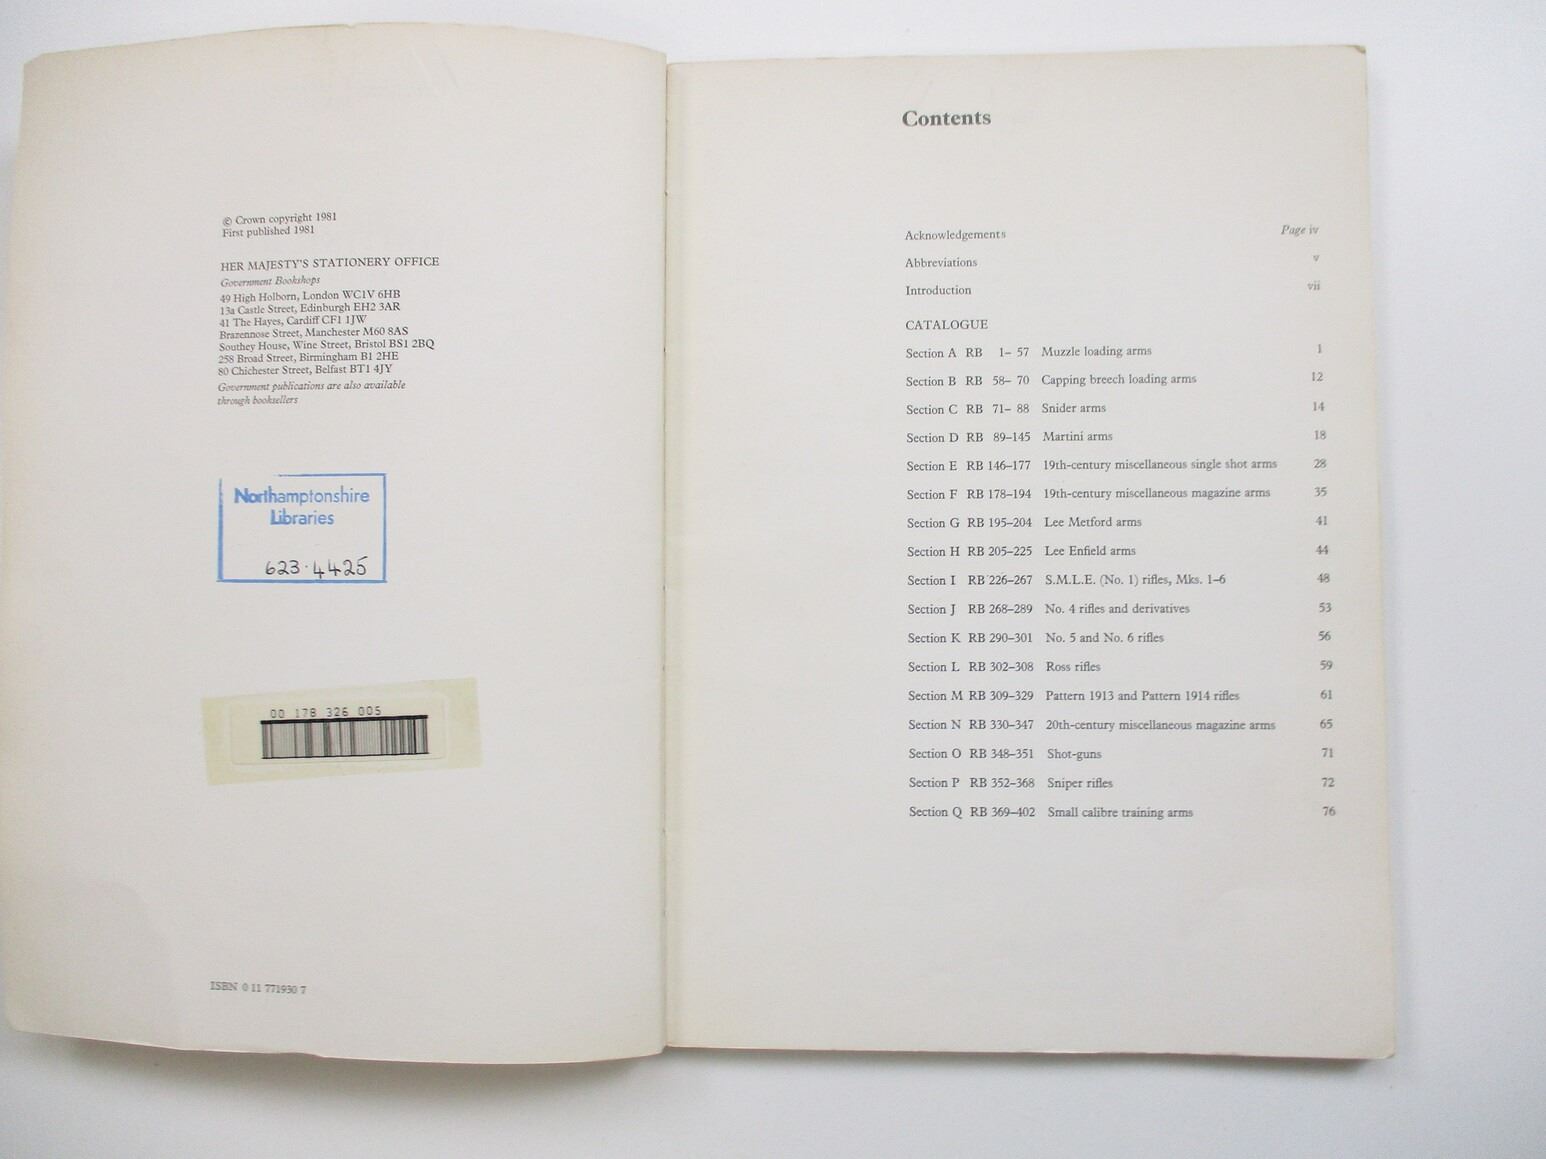 © Crown copyright 1981
First published 1981
HER MAJESTY'S STATIONERY OFFICE
Government Bookshops
49 High Holborn, London WC1V 6HB
13a Castle Street, Edinburgh EH2 3AR
41 The Hayes, Cardiff CF1 1JW
Brazennose Street, Manchester M60 8AS
Southey House, Wine Street, Bristol BS1 2BQ
258 Broad Street, Birmingham B1 2HE
80 Chichester Street, Belfast BT1 4JY
Government publications are also available
through booksellers
Northamptonshire
Libraries
623·4425
00 178 326 005
ISBN 0 11 771930 7
Contents
Acknowledgements Page iv
Abbreviations v
Introduction vii
CATALOGUE
Section A RB 1– 57 Muzzle loading arms 1
Section B RB 58– 70 Capping breech loading arms 12
Section C RB 71– 88 Snider arms 14
Section D RB 89–145 Martini arms 18
Section E RB 146–177 19th-century miscellaneous single shot arms 28
Section F RB 178–194 19th-century miscellaneous magazine arms 35
Section G RB 195–204 Lee Metford arms 41
Section H RB 205–225 Lee Enfield arms 44
Section I RB 226–267 S.M.L.E. (No. 1) rifles, Mks. 1–6 48
Section J RB 268–289 No. 4 rifles and derivatives 53
Section K RB 290–301 No. 5 and No. 6 rifles 56
Section L RB 302–308 Ross rifles 59
Section M RB 309–329 Pattern 1913 and Pattern 1914 rifles 61
Section N RB 330–347 20th-century miscellaneous magazine arms 65
Section O RB 348–351 Shot-guns 71
Section P RB 352–368 Sniper rifles 72
Section Q RB 369–402 Small calibre training arms 76